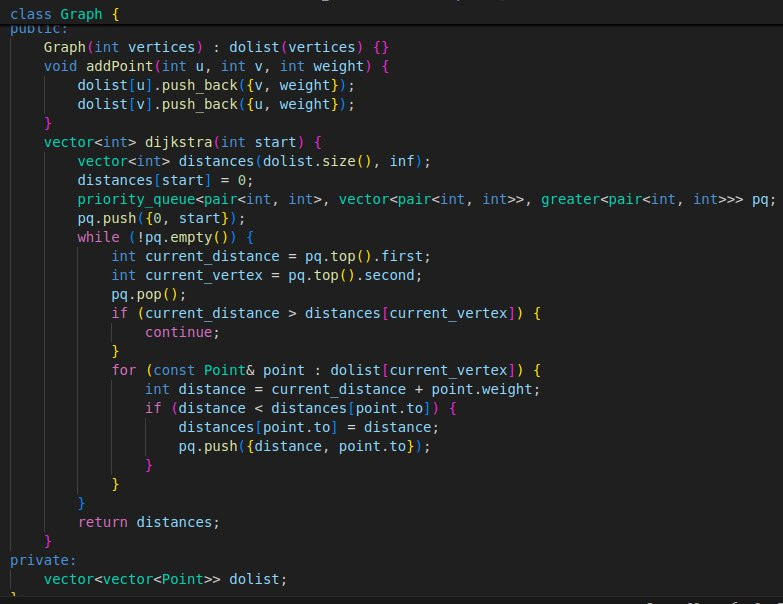 class Graph {
public:
    Graph(int vertices) : dolist(vertices) {}
    void addPoint(int u, int v, int weight) {
        dolist[u].push_back({v, weight});
        dolist[v].push_back({u, weight});
    }
    vector<int> dijkstra(int start) {
        vector<int> distances(dolist.size(), inf);
        distances[start] = 0;
        priority_queue<pair<int, int>, vector<pair<int, int>>, greater<pair<int, int>>> pq;
        pq.push({0, start});
        while (!pq.empty()) {
            int current_distance = pq.top().first;
            int current_vertex = pq.top().second;
            pq.pop();
            if (current_distance > distances[current_vertex]) {
                continue;
            }
            for (const Point& point : dolist[current_vertex]) {
                int distance = current_distance + point.weight;
                if (distance < distances[point.to]) {
                    distances[point.to] = distance;
                    pq.push({distance, point.to});
                }
            }
        }
        return distances;
    }
private:
    vector<vector<Point>> dolist;